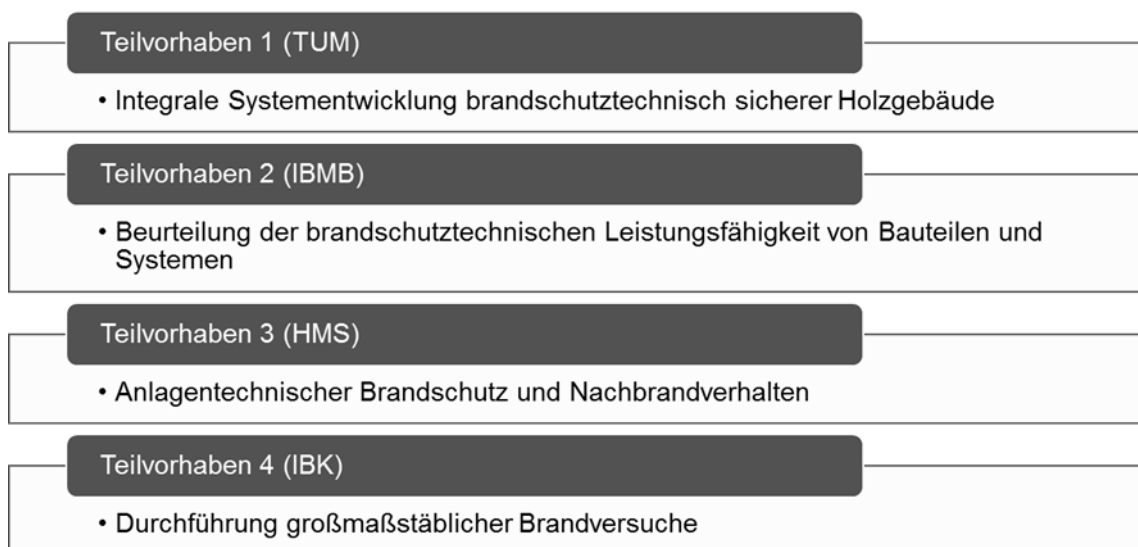 Teilvorhaben 1 (TUM)
• Integrale Systementwicklung brandschutztechnisch sicherer Holzgebäude
Teilvorhaben 2 (IBMB)
• Beurteilung der brandschutztechnischen Leistungsfähigkeit von Bauteilen und
Systemen
Teilvorhaben 3 (HMS)
• Anlagentechnischer Brandschutz und Nachbrandverhalten
Teilvorhaben 4 (IBK)
• Durchführung großmaßstäblicher Brandversuche